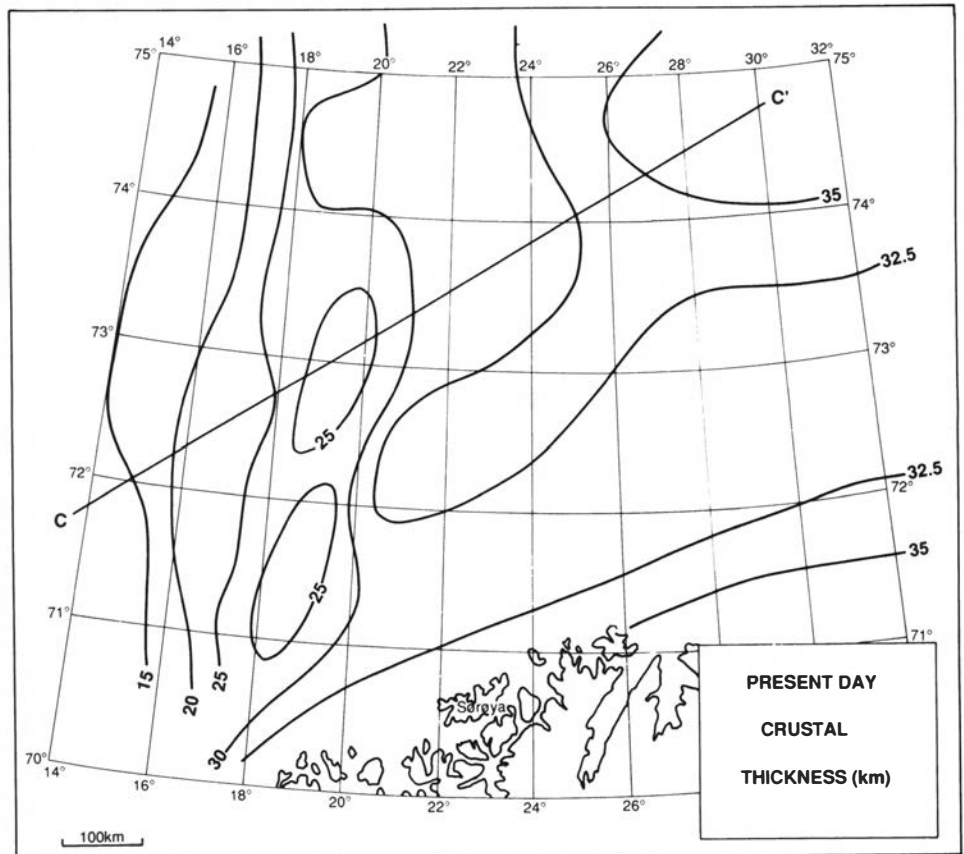 14° 16° 18° 20° 22° 24° 26° 28° 30° 32°
75° 75°
C'
74° 35 74°
32.5
73° 73°
25
72° 32.5
C 72°
35
25
71° 71°
15 20 25
Sørøya
30
70°
14° 16° 18° 20° 22° 24° 26°
PRESENT DAY
CRUSTAL
THICKNESS (km)
100km